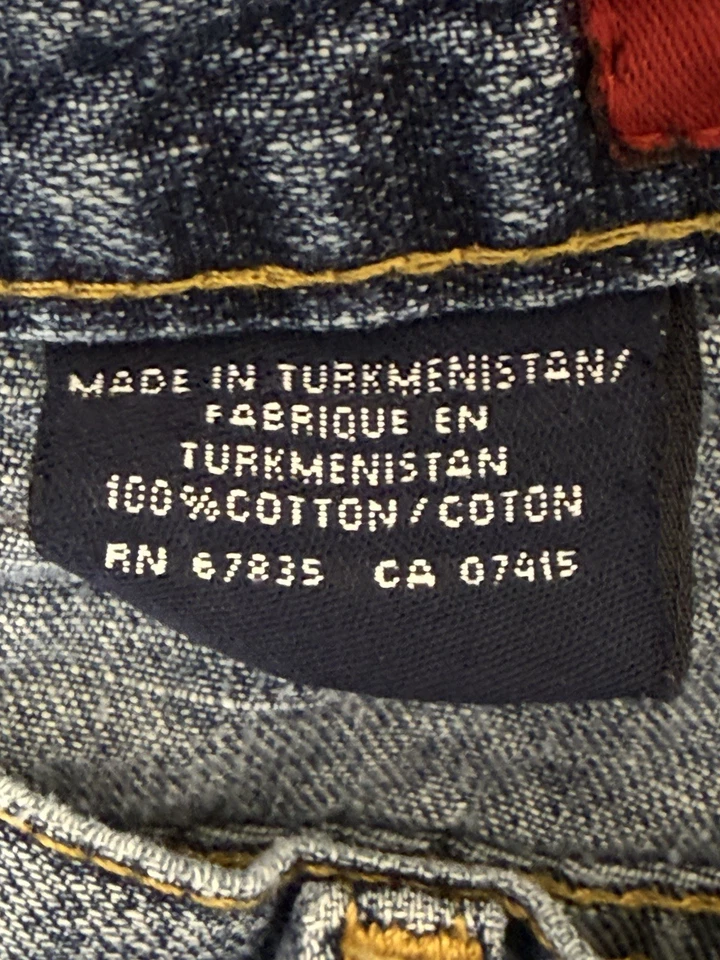 MADE IN TURKMENISTAN/
FABRIQUE EN
TURKMENISTAN
100%COTTON/COTON
RN 67835 CA 07415